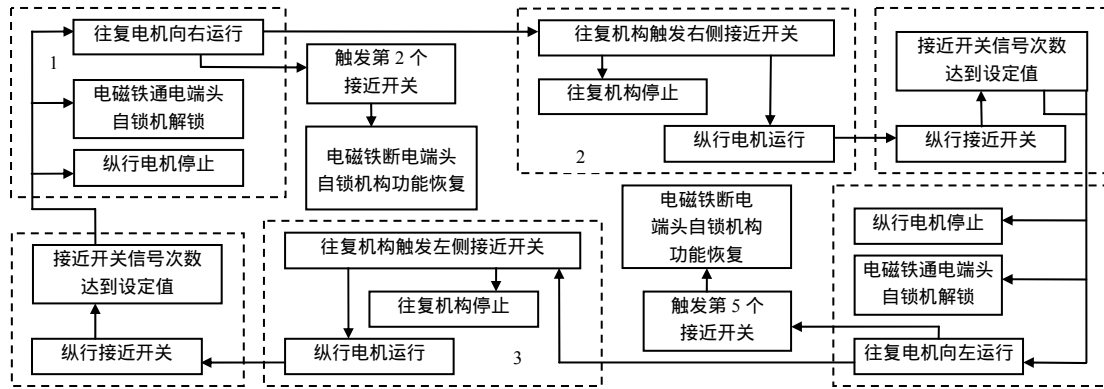 往复电机向右运行
1
触发第 2 个
接近开关
电磁铁通电端头
自锁机解锁
纵行电机停止
电磁铁断电端头
自锁机构功能恢复
往复机构触发右侧接近开关
往复机构停止
纵行电机运行
2
接近开关信号次数
达到设定值
纵行接近开关
接近开关信号次数
达到设定值
纵行接近开关
往复机构触发左侧接近开关
往复机构停止
纵行电机运行
3
电磁铁断电
端头自锁机构
功能恢复
触发第 5 个
接近开关
纵行电机停止
电磁铁通电端头
自锁机解锁
往复电机向左运行